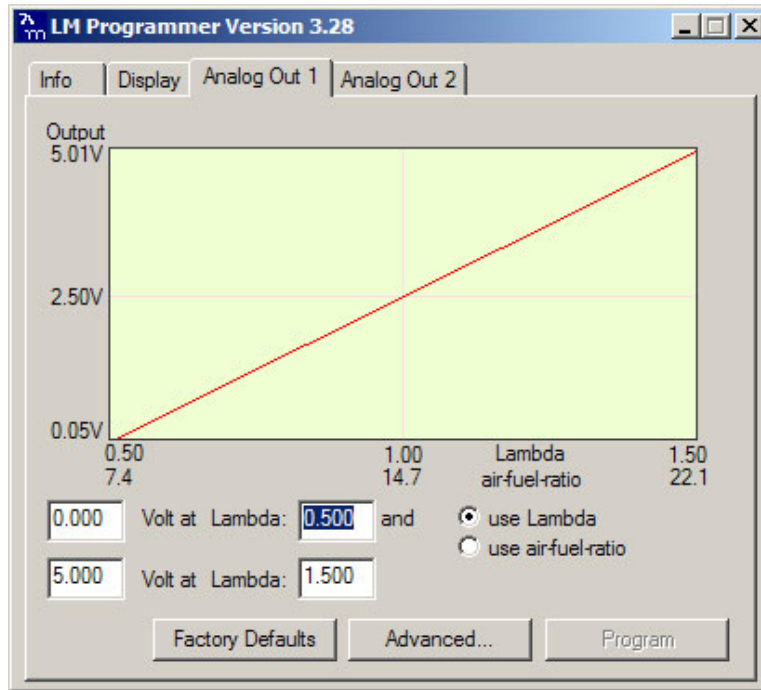 LM Programmer Version 3.28
Info Display Analog Out 1 Analog Out 2
Output
5.01V
2.50V
0.05V
0.50 1.00 Lambda 1.50
7.4 14.7 air-fuel-ratio 22.1
0.000 Volt at Lambda: 0.500 and use Lambda
use air-fuel-ratio
5.000 Volt at Lambda: 1.500
Factory Defaults Advanced... Program